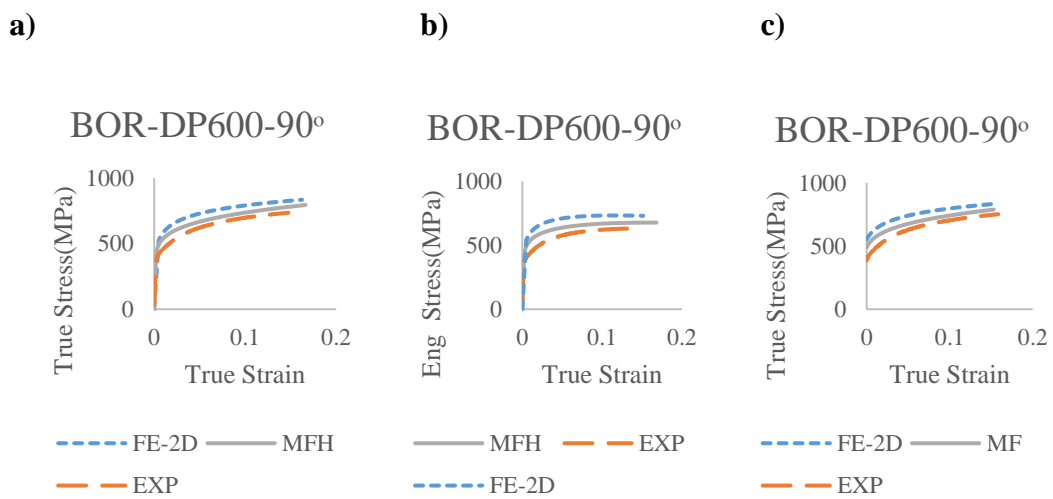 a)
BOR-DP600-90º
True Stress(MPa)
1000
500
0
0 0.1 0.2
True Strain
FE-2D MFH
EXP
b)
BOR-DP600-90º
Eng Stress(MPa)
1000
500
0
0 0.1 0.2
True Strain
MFH EXP
FE-2D
c)
BOR-DP600-90º
True Stress(MPa)
1000
500
0
0 0.1 0.2
True Strain
FE-2D MF
EXP